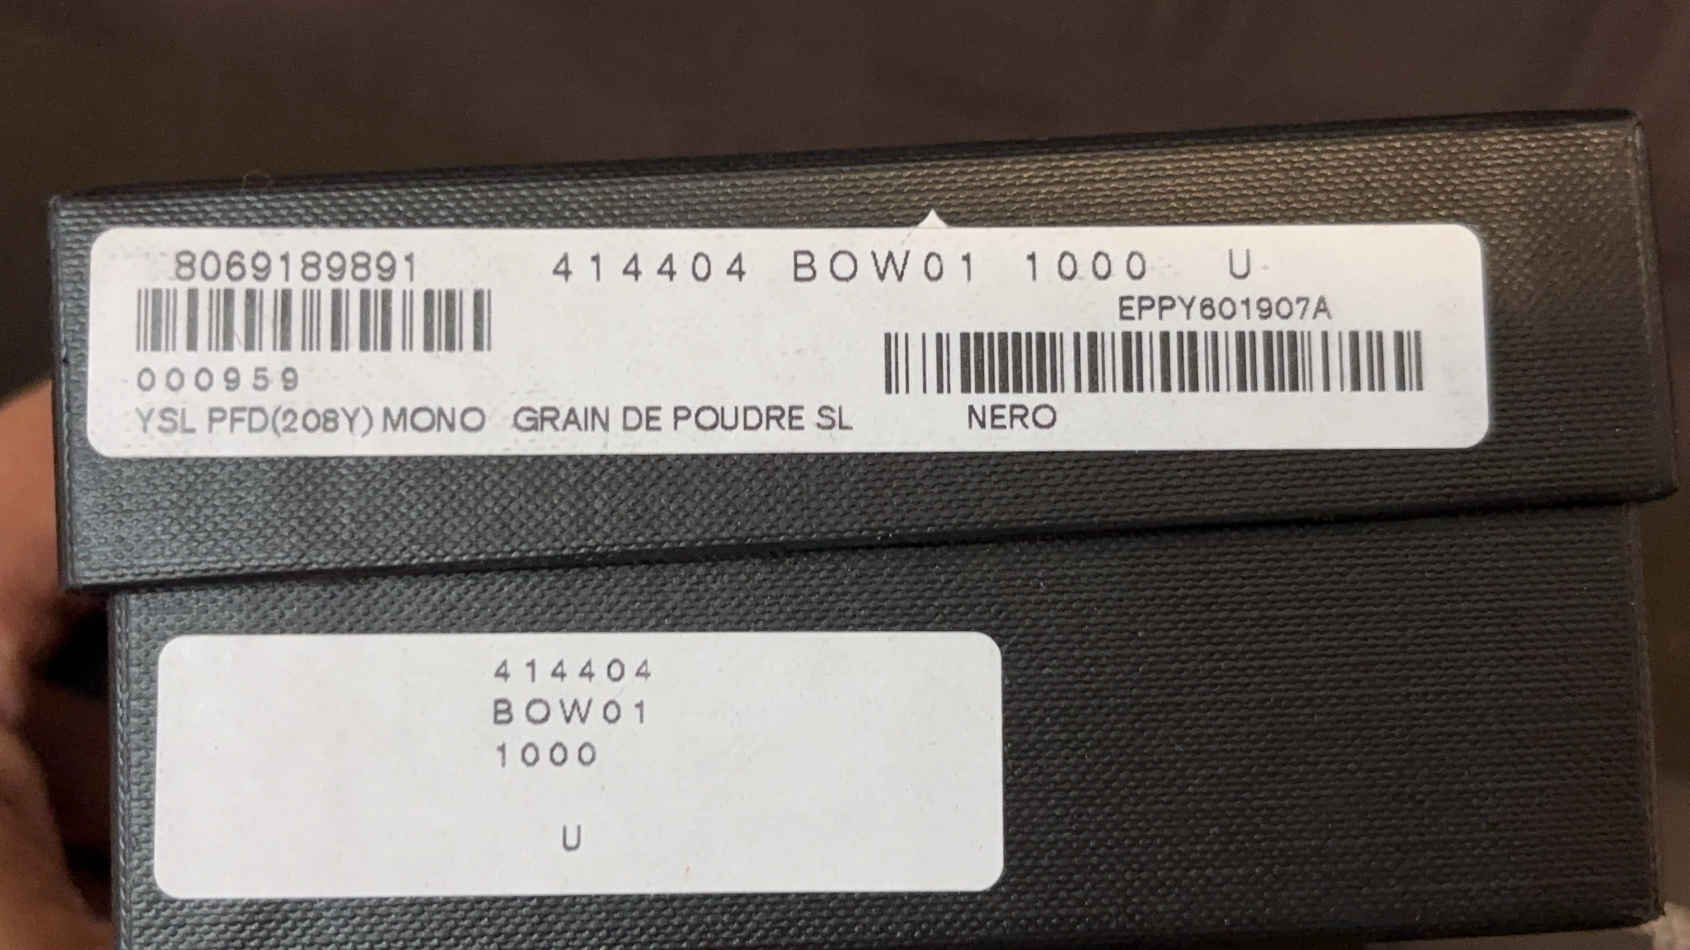 8069189891 414404 BOW01 1000 U
EPPY601907A
000959
YSL PFD(208Y) MONO GRAIN DE POUDRE SL NERO
414404
BOW01
1000
U